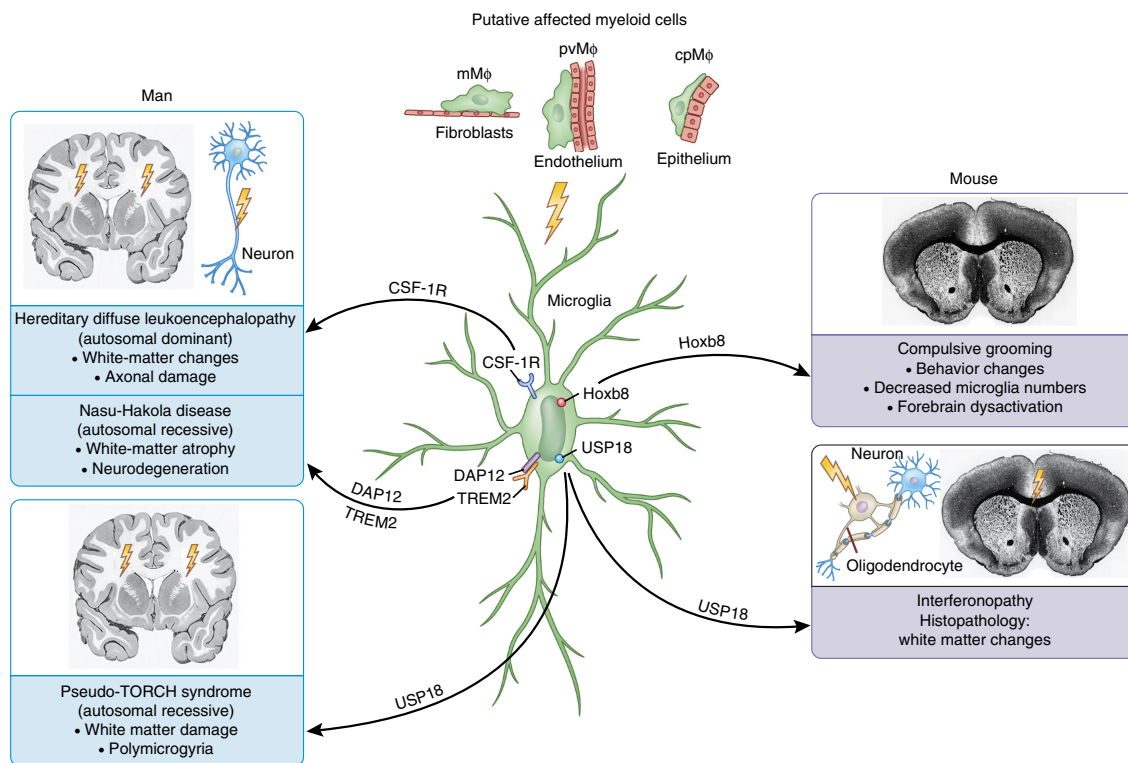 Putative affected myeloid cells
mMϕ
pvMϕ
cpMϕ
Fibroblasts
Endothelium
Epithelium
Man
Neuron
Hereditary diffuse leukoencephalopathy
(autosomal dominant)
• White-matter changes
• Axonal damage
Nasu-Hakola disease
(autosomal recessive)
• White-matter atrophy
• Neurodegeneration
Pseudo-TORCH syndrome
(autosomal recessive)
• White matter damage
• Polymicrogyria
CSF-1R
Microglia
CSF-1R
Hoxb8
Hoxb8
USP18
DAP12
TREM2
DAP12
TREM2
USP18
USP18
Mouse
Compulsive grooming
• Behavior changes
• Decreased microglia numbers
• Forebrain dysactivation
Neuron
Oligodendrocyte
Interferonopathy
Histopathology:
white matter changes